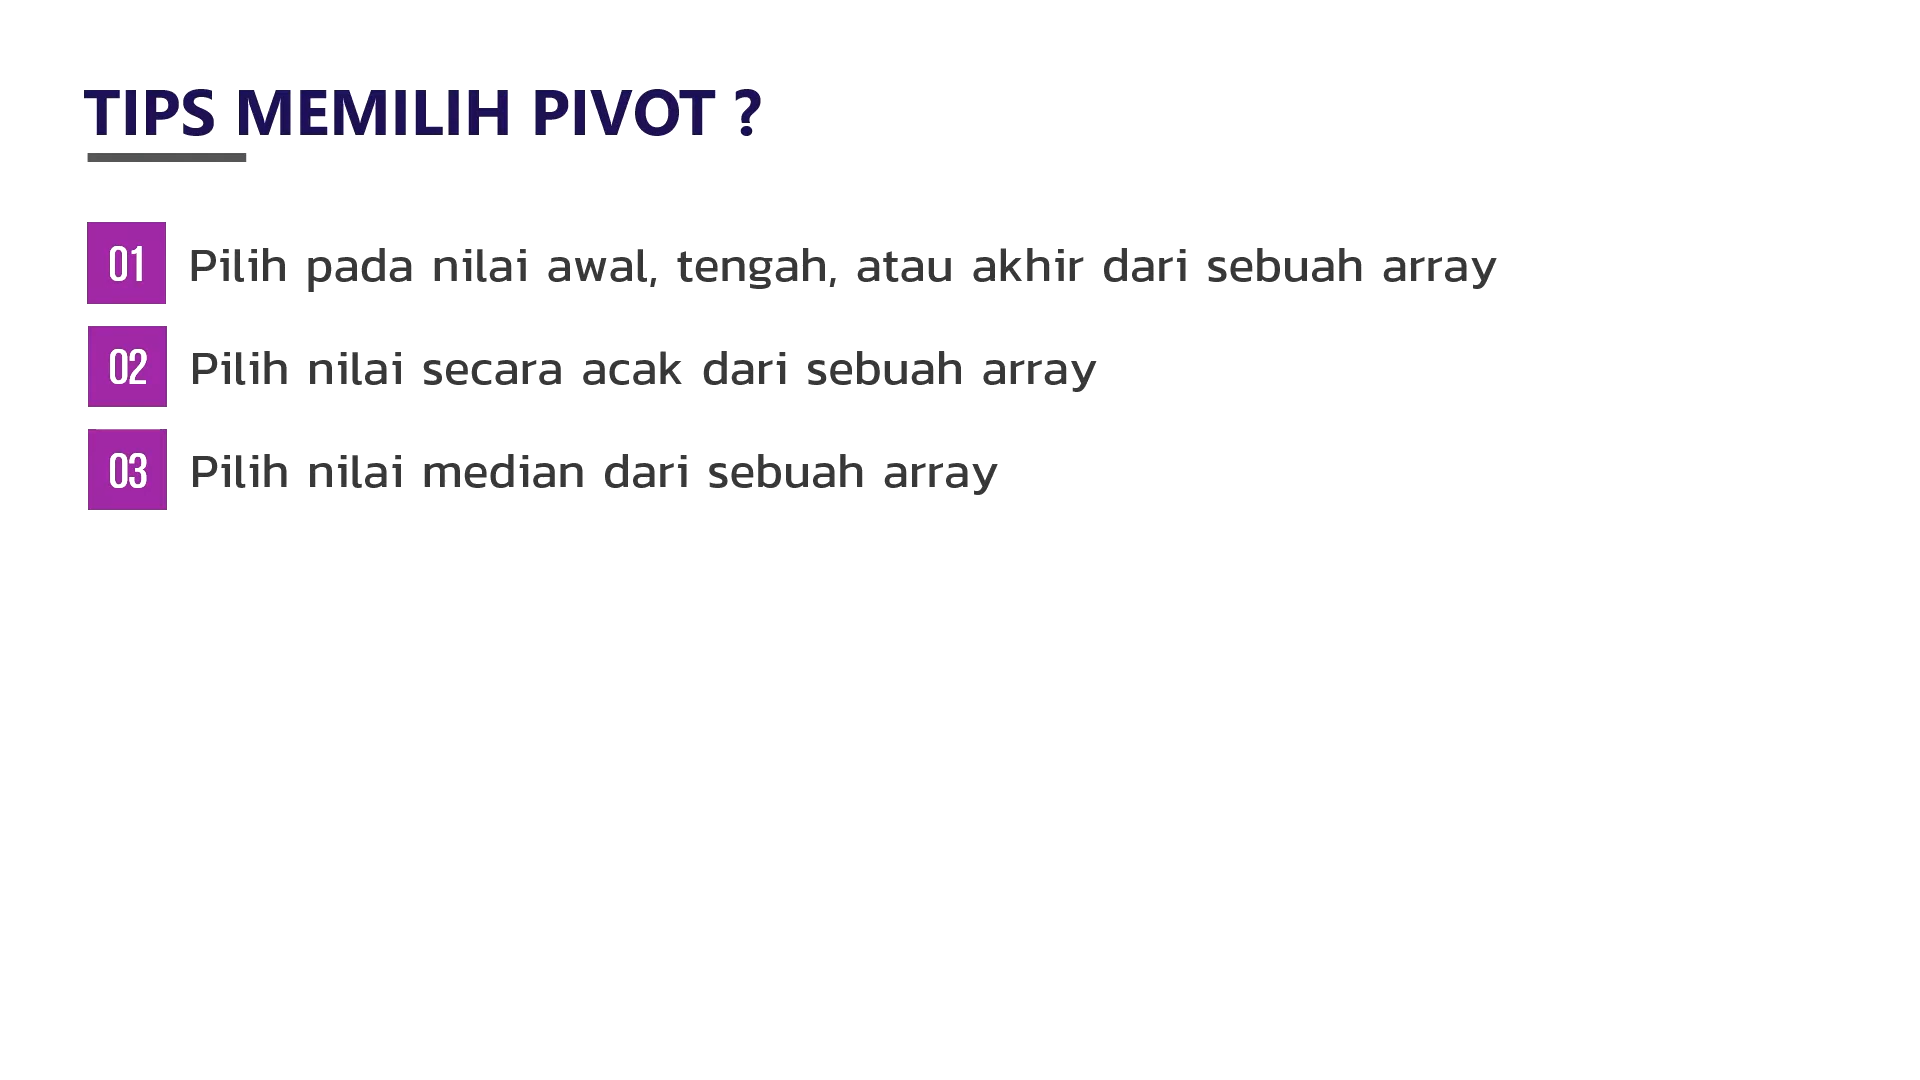 TIPS MEMILIH PIVOT ?
01 Pilih pada nilai awal, tengah, atau akhir dari sebuah array
02 Pilih nilai secara acak dari sebuah array
03 Pilih nilai median dari sebuah array